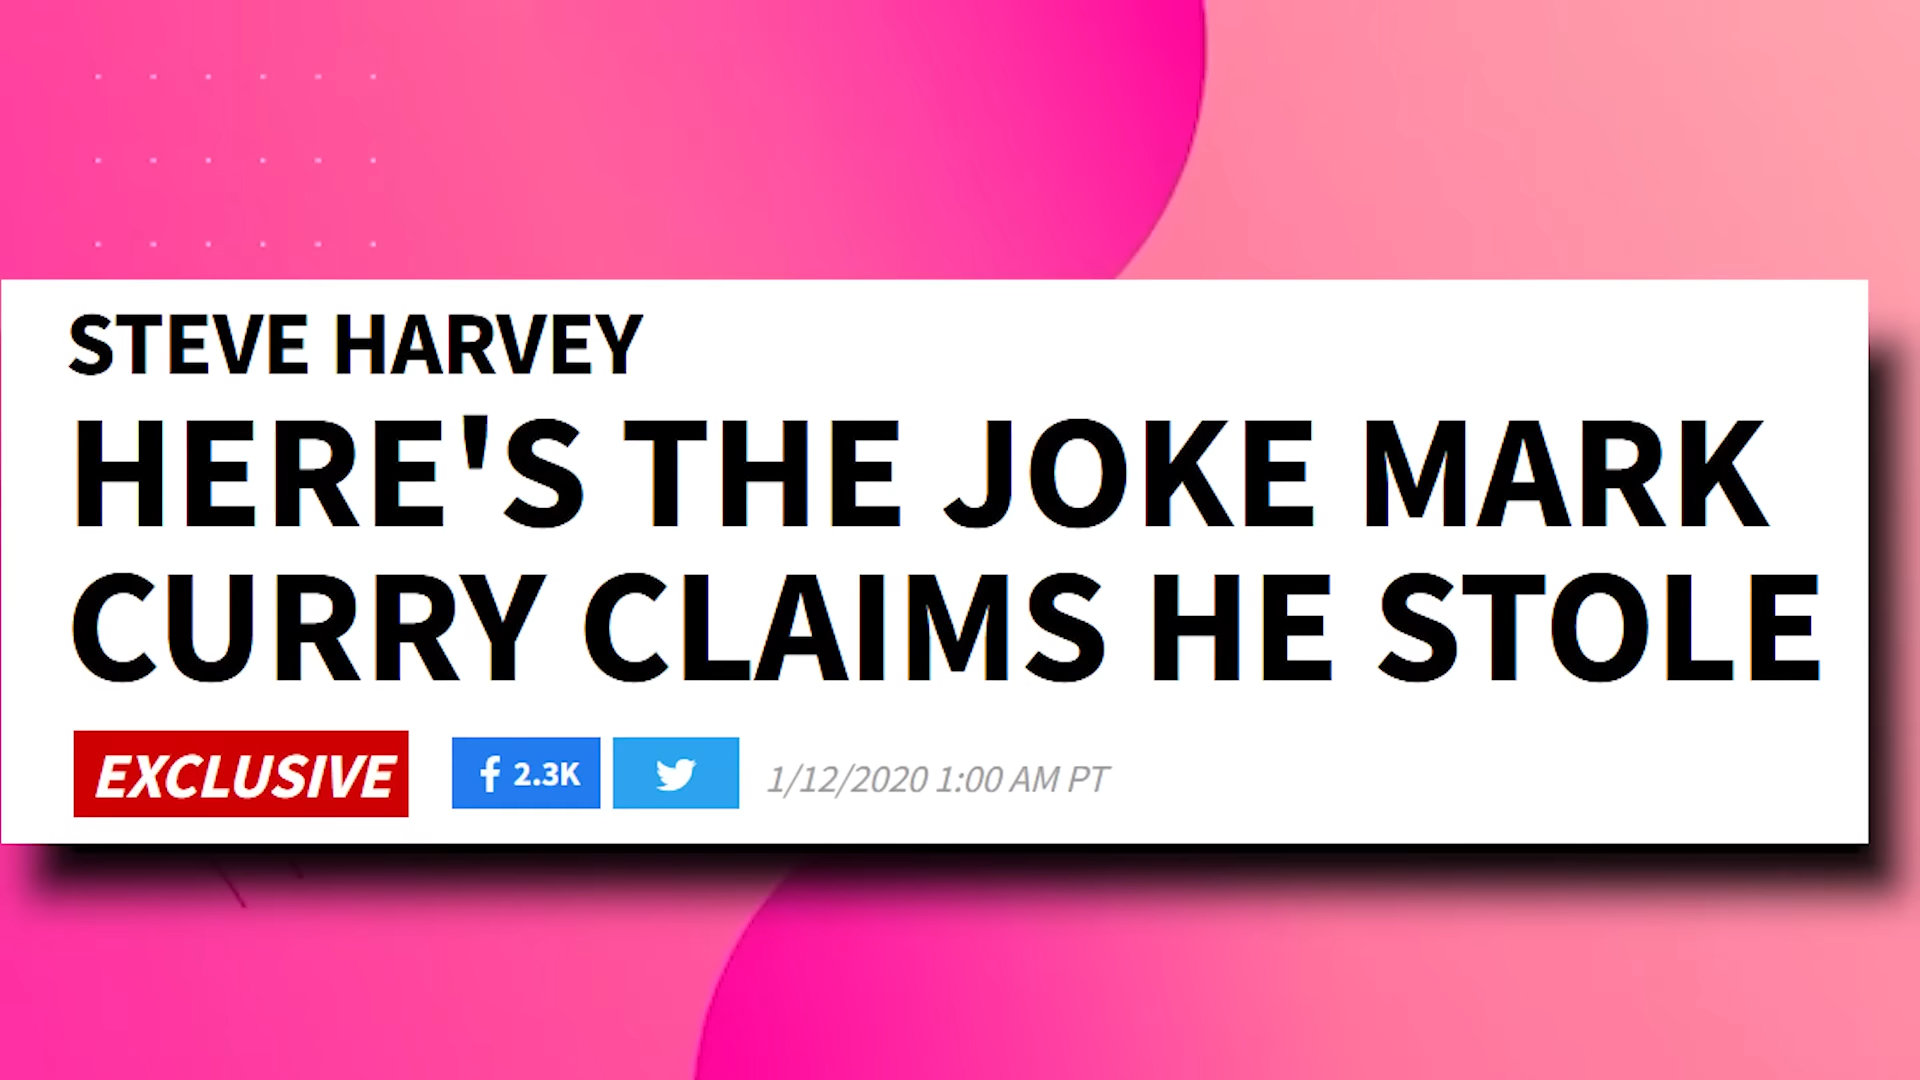 STEVE HARVEY
HERE'S THE JOKE MARK
CURRY CLAIMS HE STOLE
EXCLUSIVE 2.3K 1/12/2020 1:00 AM PT